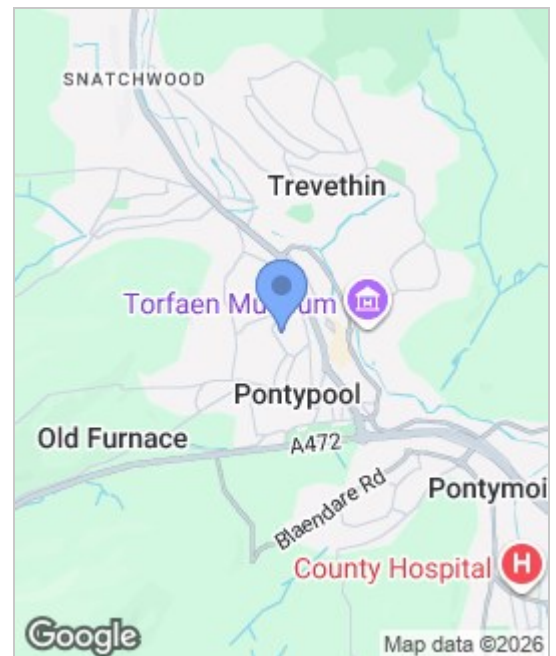 SNATCHWOOD
Trevethin
Torfaen Museum
Pontypool
Old Furnace
A472
Blaendare Rd
Pontymoi
County Hospital
H
Google
Map data ©2026